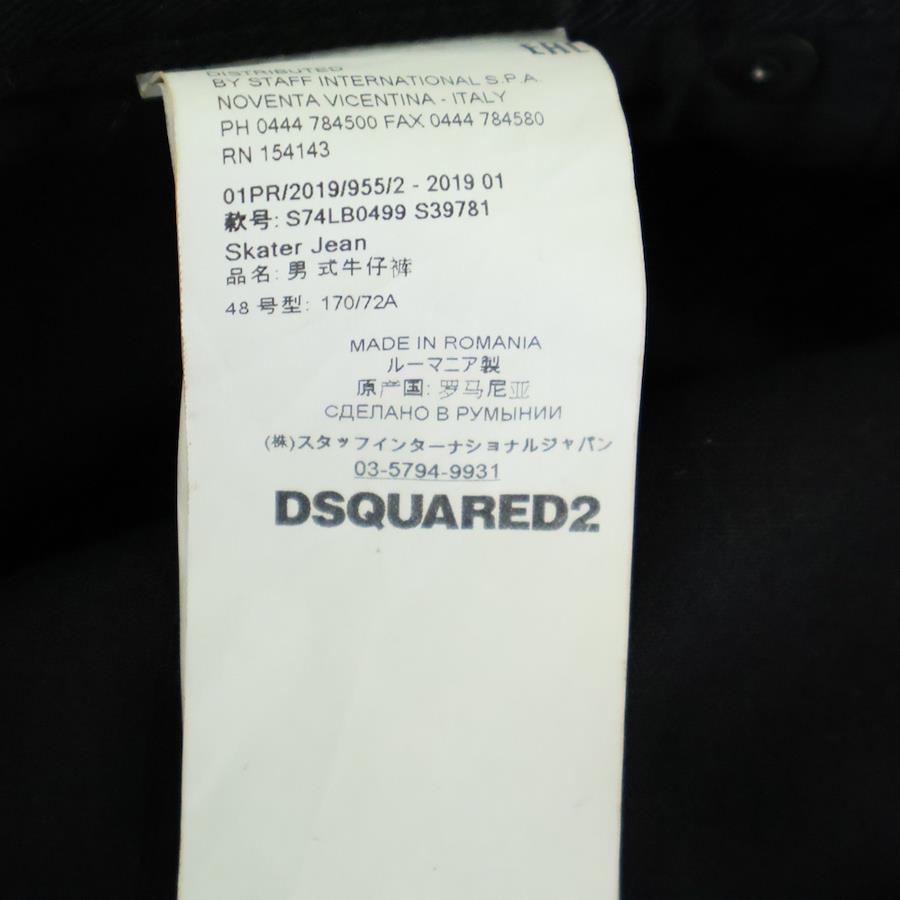 DISTRIBUTED
BY STAFF INTERNATIONAL S.P.A.
NOVENTA VICENTINA - ITALY
PH 0444 784500 FAX 0444 784580
RN 154143
01PR/2019/955/2 - 2019 01
款号: S74LB0499 S39781
Skater Jean
品名: 男式牛仔裤
48 号型: 170/72A
MADE IN ROMANIA
ルーマニア製
原产国: 罗马尼亚
СДЕЛАНО В РУМЫНИИ
(株)スタッフインターナショナルジャパン
03-5794-9931
DSQUARED2